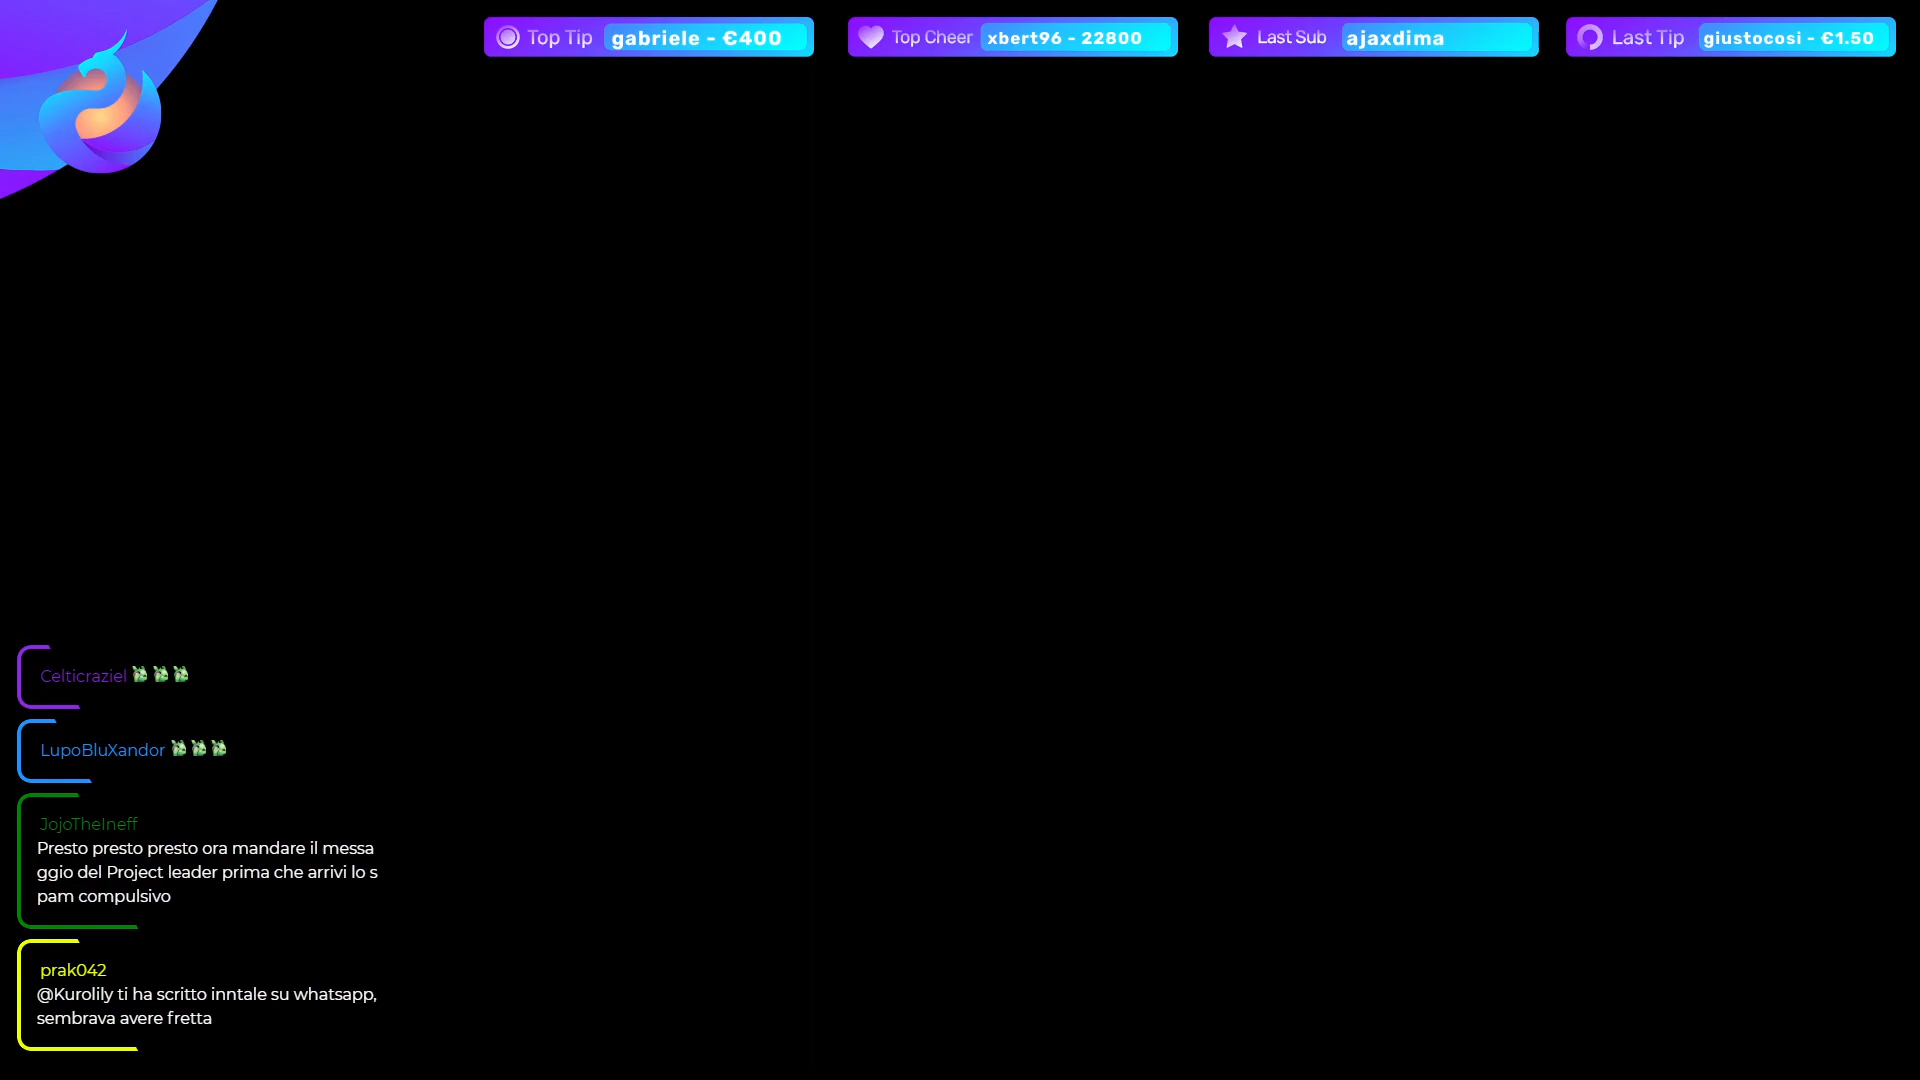 Top Tip gabriele - €400
Top Cheer xbert96 - 22800
Last Sub ajaxdima
Last Tip giustocosi - €1.50
Celticraziel
LupoBluXandor
JojoTheIneff
Presto presto presto ora mandare il messa
ggio del Project leader prima che arrivi lo s
pam compulsivo
prak042
@Kurolily ti ha scritto inntale su whatsapp,
sembrava avere fretta